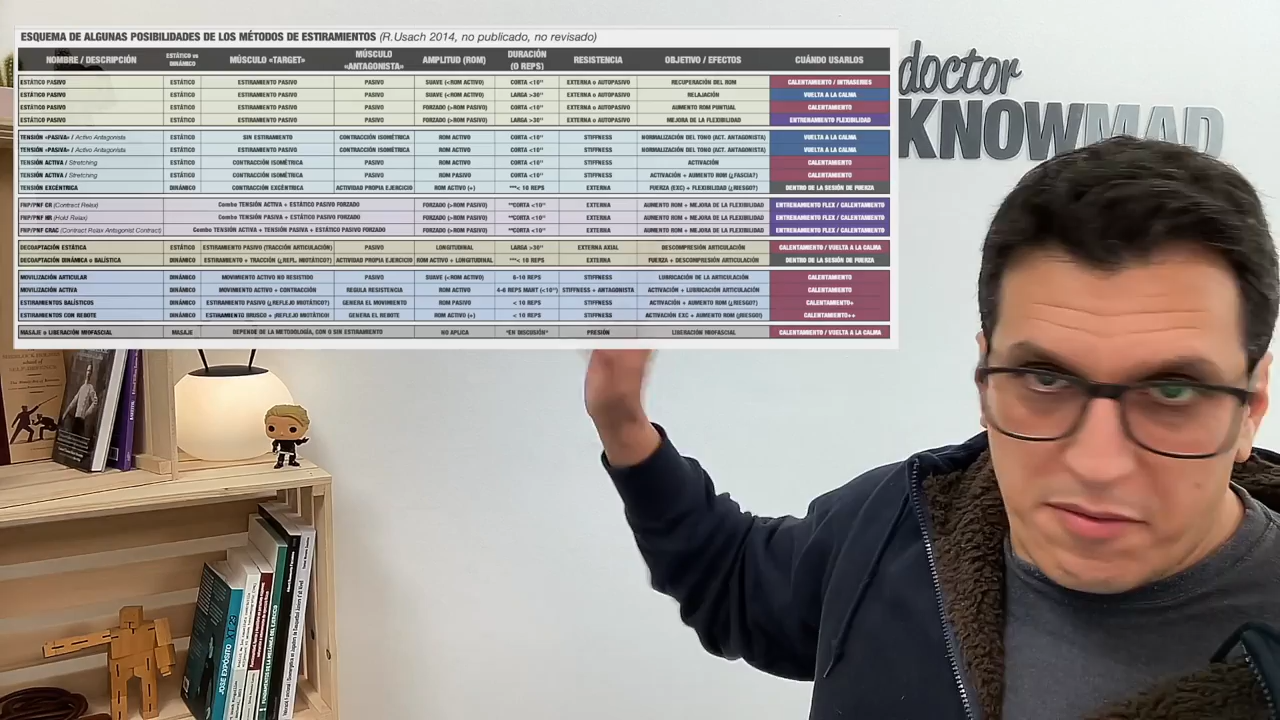 ESQUEMA DE ALGUNAS POSIBILIDADES DE LOS MÉTODOS DE ESTIRAMIENTOS (R.Usach 2014, no publicado, no revisado)
NOMBRE / DESCRIPCIÓN ESTÁTICO vs DINÁMICO MÚSCULO «TARGET» MÚSCULO «ANTAGONISTA» AMPLITUD (ROM) DURACIÓN (O REPS) RESISTENCIA OBJETIVO / EFECTOS CUÁNDO USARLOS
ESTÁTICO PASIVO ESTÁTICO ESTIRAMIENTO PASIVO PASIVO SUAVE (<ROM ACTIVO) CORTA <10'' EXTERNA o AUTOPASIVO RECUPERACIÓN DEL ROM CALENTAMIENTO / INTRASERIES
ESTÁTICO PASIVO ESTÁTICO ESTIRAMIENTO PASIVO PASIVO SUAVE (<ROM ACTIVO) LARGA >30'' EXTERNA o AUTOPASIVO RELAJACIÓN VUELTA A LA CALMA
ESTÁTICO PASIVO ESTÁTICO ESTIRAMIENTO PASIVO PASIVO FORZADO (>ROM PASIVO) CORTA <10'' EXTERNA o AUTOPASIVO AUMENTO ROM PUNTUAL CALENTAMIENTO
ESTÁTICO PASIVO ESTÁTICO ESTIRAMIENTO PASIVO PASIVO FORZADO (>ROM PASIVO) LARGA >30'' EXTERNA o AUTOPASIVO MEJORA DE LA FLEXIBILIDAD ENTRENAMIENTO FLEXIBILIDAD
TENSIÓN «PASIVA» / Activo Antagonista ESTÁTICO SIN ESTIRAMIENTO CONTRACCIÓN ISOMÉTRICA ROM ACTIVO CORTA <10'' STIFFNESS NORMALIZACIÓN DEL TONO (ACT. ANTAGONISTA) VUELTA A LA CALMA
TENSIÓN «PASIVA» / Activo Antagonista ESTÁTICO ESTIRAMIENTO PASIVO CONTRACCIÓN ISOMÉTRICA ROM ACTIVO CORTA <10'' STIFFNESS NORMALIZACIÓN DEL TONO (ACT. ANTAGONISTA) VUELTA A LA CALMA
TENSIÓN ACTIVA / Stretching ESTÁTICO CONTRACCIÓN ISOMÉTRICA PASIVO ROM ACTIVO CORTA <10'' STIFFNESS ACTIVACIÓN CALENTAMIENTO
TENSIÓN ACTIVA / Stretching ESTÁTICO CONTRACCIÓN ISOMÉTRICA PASIVO ROM PASIVO CORTA <10'' STIFFNESS ACTIVACIÓN + AUMENTO ROM (¿FASCIA?) CALENTAMIENTO
TENSIÓN EXCÉNTRICA DINÁMICO CONTRACCIÓN EXCÉNTRICA ACTIVIDAD PROPIA EJERCICIO ROM ACTIVO (+) ***< 10 REPS EXTERNA FUERZA (EXC) + FLEXIBILIDAD (¿RIESGO?) DENTRO DE LA SESIÓN DE FUERZA
FNP/PNF CR (Contract Relax) Combo TENSIÓN ACTIVA + ESTÁTICO PASIVO FORZADO FORZADO (>ROM PASIVO) **CORTA <10'' EXTERNA AUMENTO ROM + MEJORA DE LA FLEXIBILIDAD ENTRENAMIENTO FLEX / CALENTAMIENTO
FNP/PNF HR (Hold Relax) Combo TENSIÓN PASIVA + ESTÁTICO PASIVO FORZADO FORZADO (>ROM PASIVO) **CORTA <10'' EXTERNA AUMENTO ROM + MEJORA DE LA FLEXIBILIDAD ENTRENAMIENTO FLEX / CALENTAMIENTO
FNP/PNF CRAC (Contract Relax Antagonist Contract) Combo TENSIÓN ACTIVA + TENSIÓN PASIVA + ESTÁTICO PASIVO FORZADO FORZADO (>ROM PASIVO) **CORTA <10'' EXTERNA AUMENTO ROM + MEJORA DE LA FLEXIBILIDAD ENTRENAMIENTO FLEX / CALENTAMIENTO
DECOAPTACIÓN ESTÁTICA ESTÁTICO ESTIRAMIENTO PASIVO (TRACCIÓN ARTICULACIÓN) PASIVO LONGITUDINAL LARGA >30'' EXTERNA AXIAL DESCOMPRESIÓN ARTICULACIÓN CALENTAMIENTO / VUELTA A LA CALMA
DECOAPTACIÓN DINÁMICA o BALÍSTICA DINÁMICO ESTIRAMIENTO + TRACCIÓN (¿REFL. MIOTÁTICO?) ACTIVIDAD PROPIA EJERCICIO ROM ACTIVO + LONGITUDINAL ***< 10 REPS EXTERNA FUERZA + DESCOMPRESIÓN ARTICULACIÓN DENTRO DE LA SESIÓN DE FUERZA
MOVILIZACIÓN ARTICULAR DINÁMICO MOVIMIENTO ACTIVO NO RESISTIDO PASIVO SUAVE (<ROM ACTIVO) 8-10 REPS STIFFNESS LUBRICACIÓN DE LA ARTICULACIÓN CALENTAMIENTO
MOVILIZACIÓN ACTIVA DINÁMICO MOVIMIENTO ACTIVO + CONTRACCIÓN REGULA RESISTENCIA ROM ACTIVO 4-6 REPS MANT (<10'') STIFFNESS + ANTAGONISTA ACTIVACIÓN + LUBRICACIÓN ARTICULACIÓN CALENTAMIENTO
ESTIRAMIENTOS BALÍSTICOS DINÁMICO ESTIRAMIENTO PASIVO (¿REFLEJO MIOTÁTICO?) GENERA EL MOVIMIENTO ROM PASIVO < 10 REPS STIFFNESS ACTIVACIÓN + AUMENTO ROM (¿RIESGO?) CALENTAMIENTO+
ESTIRAMIENTOS CON REBOTE DINÁMICO ESTIRAMIENTO BRUSCO + ¡REFLEJO MIOTÁTICO! GENERA EL REBOTE ROM ACTIVO (+) < 10 REPS STIFFNESS ACTIVACIÓN EXC + AUMENTO ROM (¡RIESGO!) CALENTAMIENTO++
MASAJE o LIBERACIÓN MIOFASCIAL MASAJE DEPENDE DE LA METODOLOGÍA, CON O SIN ESTIRAMIENTO NO APLICA "EN DISCUSIÓN" PRESIÓN LIBERACIÓN MIOFASCIAL CALENTAMIENTO / VUELTA A LA CALMA
doctor
KNOWMAD
JOSE EXPÓSITO